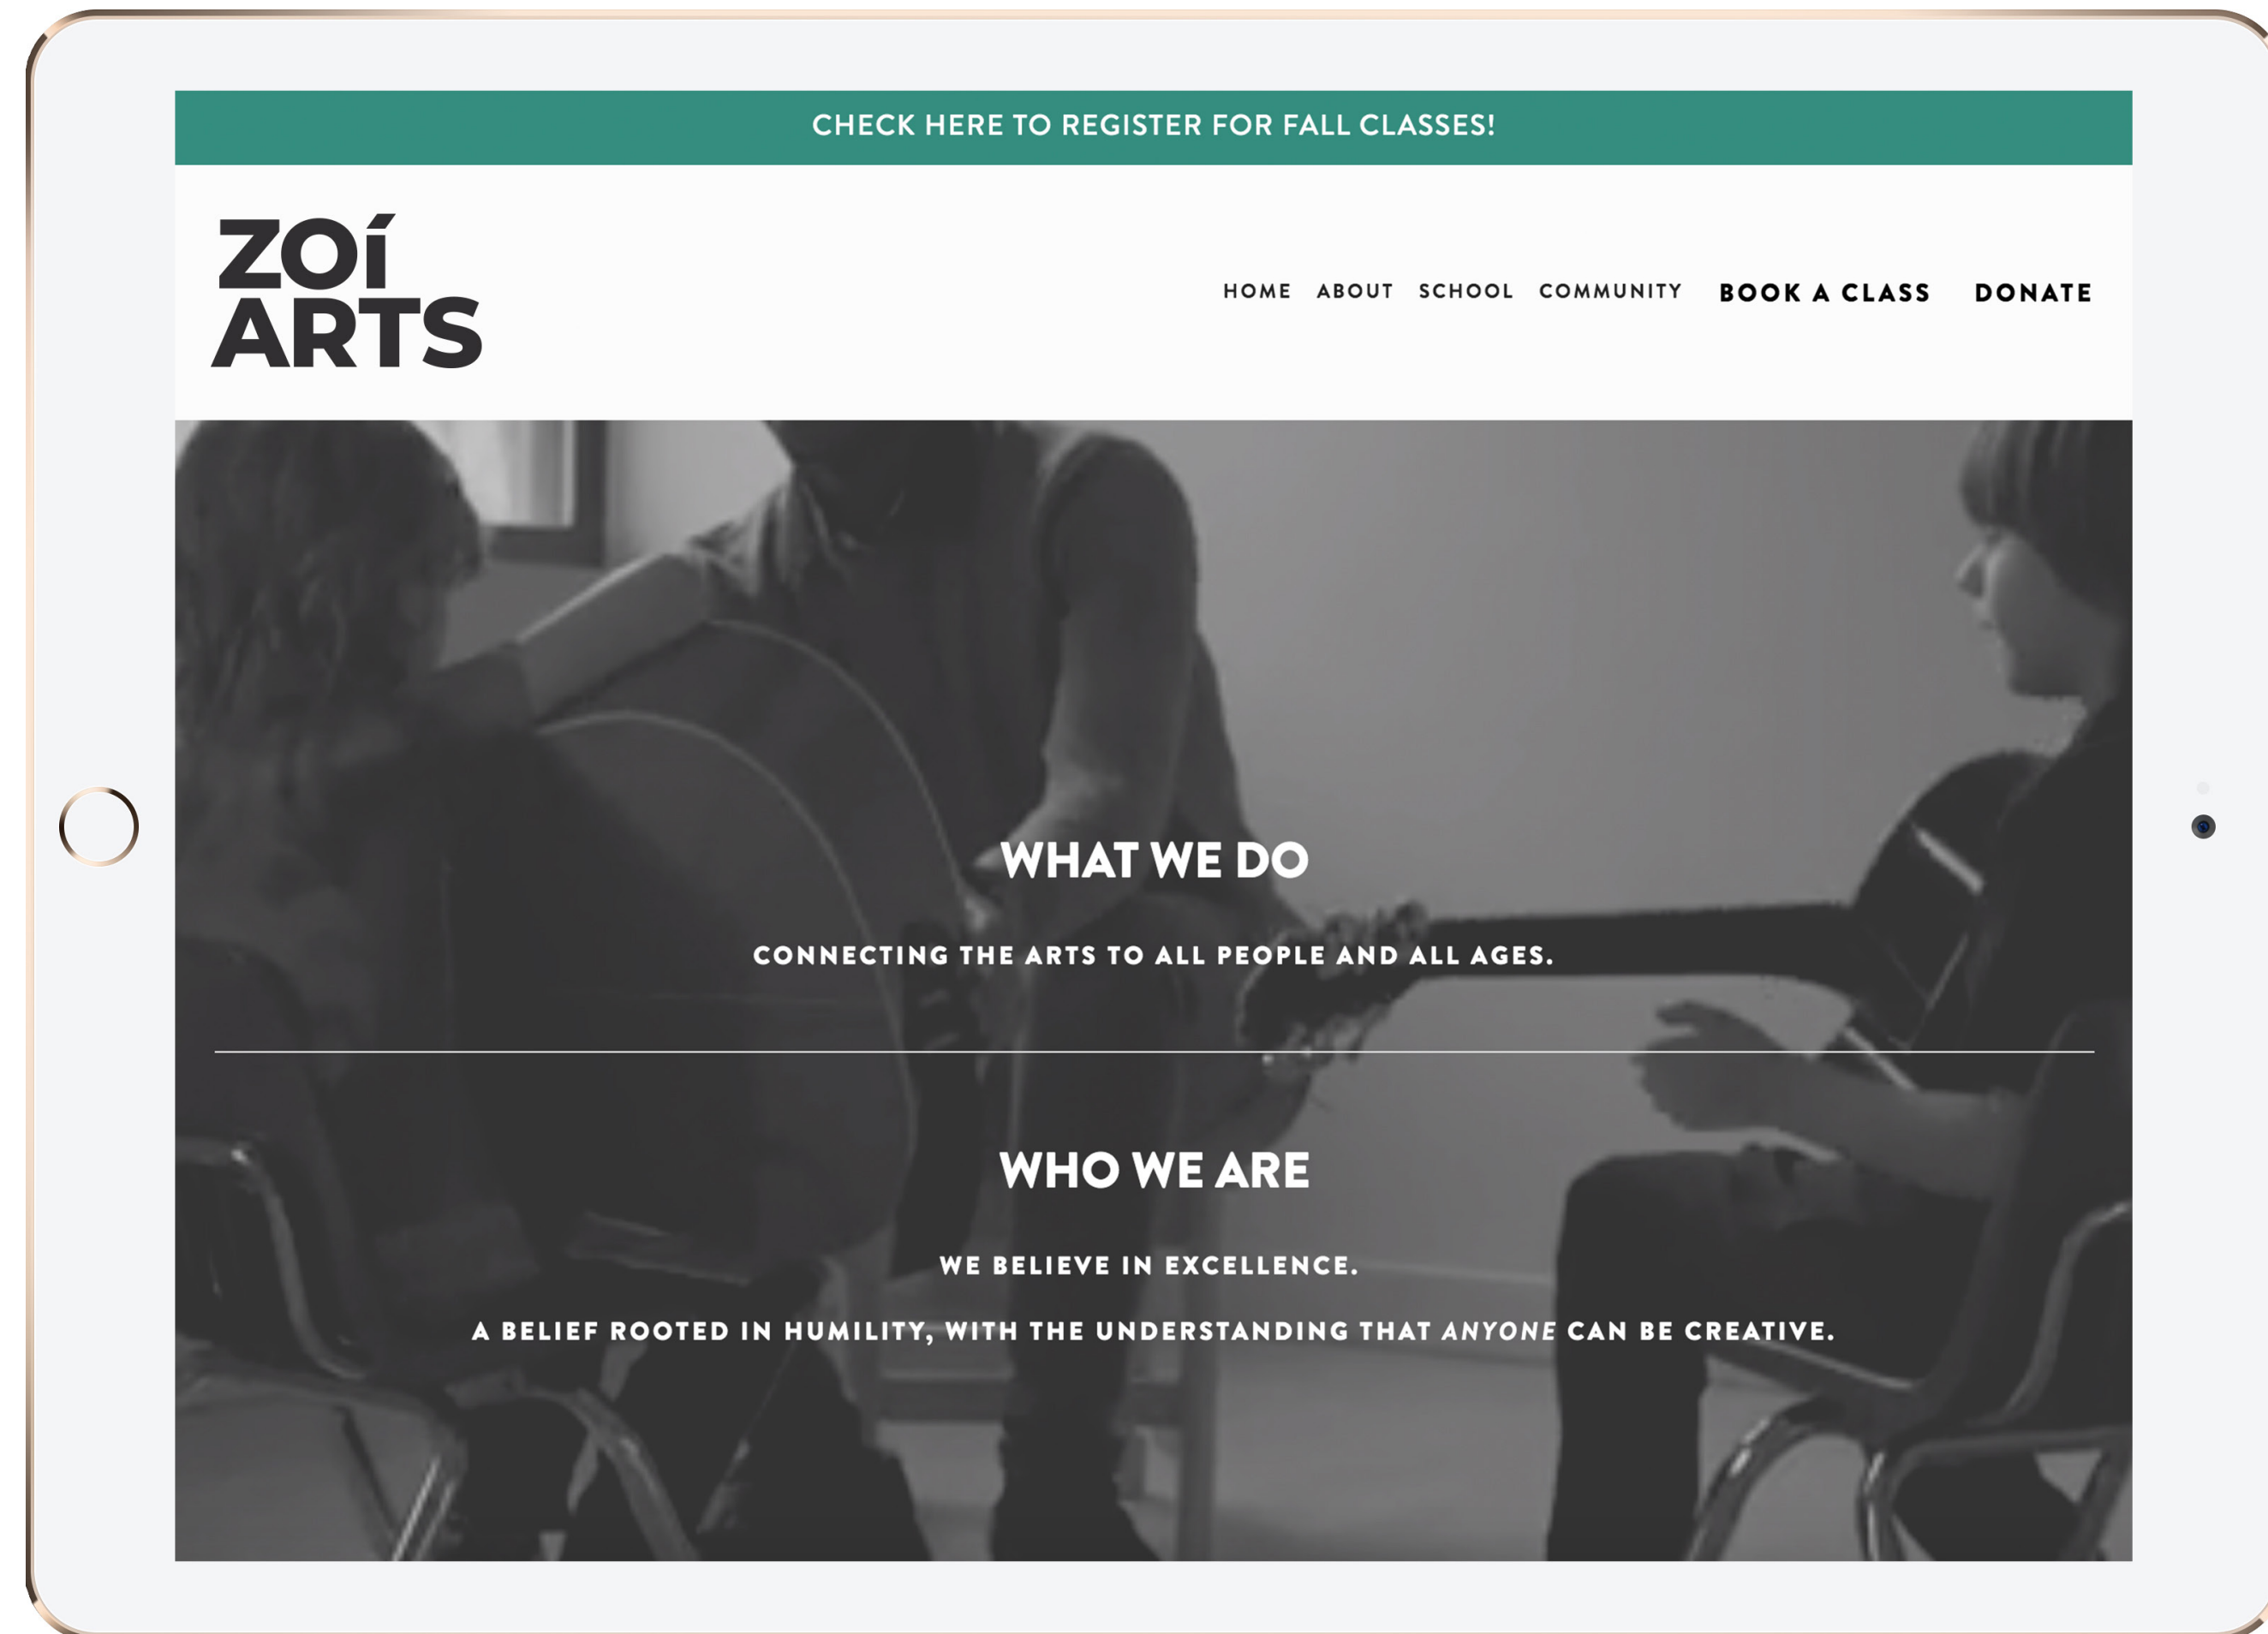 CHECK HERE TO REGISTER FOR FALL CLASSES!
ZOí
ARTS
HOME ABOUT SCHOOL COMMUNITY BOOK A CLASS DONATE
WHAT WE DO
CONNECTING THE ARTS TO ALL PEOPLE AND ALL AGES.
WHO WE ARE
WE BELIEVE IN EXCELLENCE.
A BELIEF ROOTED IN HUMILITY, WITH THE UNDERSTANDING THAT ANYONE CAN BE CREATIVE.